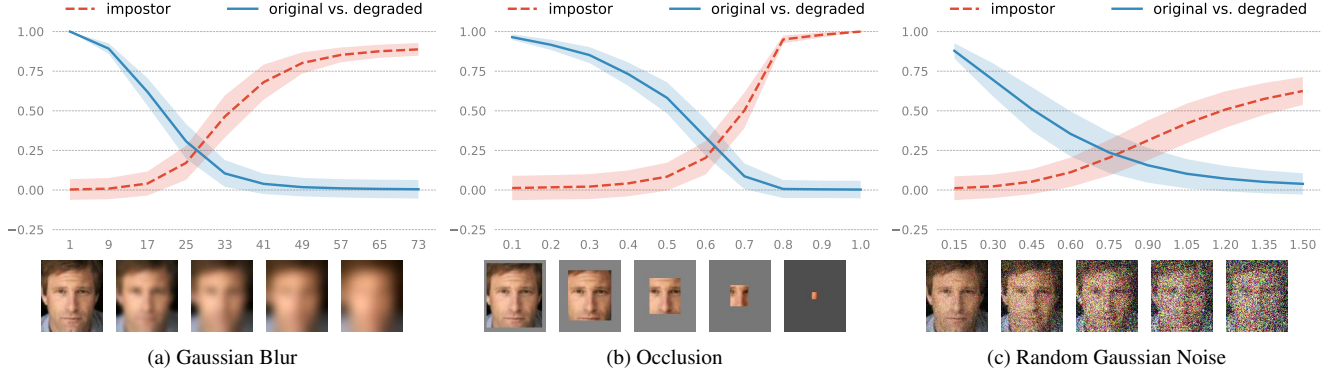 impostor original vs. degraded
1.00
0.75
0.50
0.25
0.00
−0.25
1 9 17 25 33 41 49 57 65 73
(a) Gaussian Blur
impostor original vs. degraded
1.00
0.75
0.50
0.25
0.00
−0.25
0.1 0.2 0.3 0.4 0.5 0.6 0.7 0.8 0.9 1.0
(b) Occlusion
impostor original vs. degraded
1.00
0.75
0.50
0.25
0.00
−0.25
0.15 0.30 0.45 0.60 0.75 0.90 1.05 1.20 1.35 1.50
(c) Random Gaussian Noise